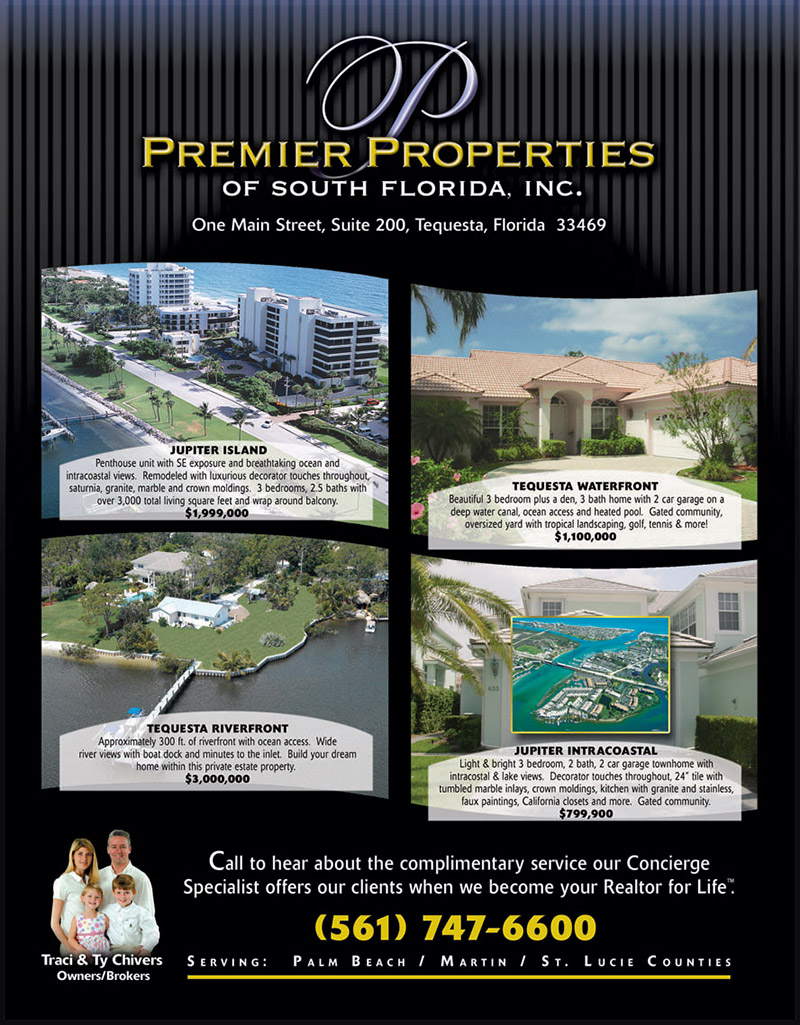 P
PREMIER PROPERTIES
OF SOUTH FLORIDA, INC.
One Main Street, Suite 200, Tequesta, Florida 33469
JUPITER ISLAND
Penthouse unit with SE exposure and breathtaking ocean and
intracoastal views. Remodeled with luxurious decorator touches throughout,
saturnia, granite, marble and crown moldings. 3 bedrooms, 2.5 baths with
over 3,000 total living square feet and wrap around balcony.
$1,999,000
TEQUESTA WATERFRONT
Beautiful 3 bedroom plus a den, 3 bath home with 2 car garage on a
deep water canal, ocean access and heated pool. Gated community,
oversized yard with tropical landscaping, golf, tennis & more!
$1,100,000
TEQUESTA RIVERFRONT
Approximately 300 ft. of riverfront with ocean access. Wide
river views with boat dock and minutes to the inlet. Build your dream
home within this private estate property.
$3,000,000
633
JUPITER INTRACOASTAL
Light & bright 3 bedroom, 2 bath, 2 car garage townhome with
intracostal & lake views. Decorator touches throughout, 24" tile with
tumbled marble inlays, crown moldings, kitchen with granite and stainless,
faux paintings, California closets and more. Gated community.
$799,900
Call to hear about the complimentary service our Concierge
Specialist offers our clients when we become your Realtor for Life™.
(561) 747-6600
Traci & Ty Chivers
Owners/Brokers
SERVING: PALM BEACH / MARTIN / ST. LUCIE COUNTIES